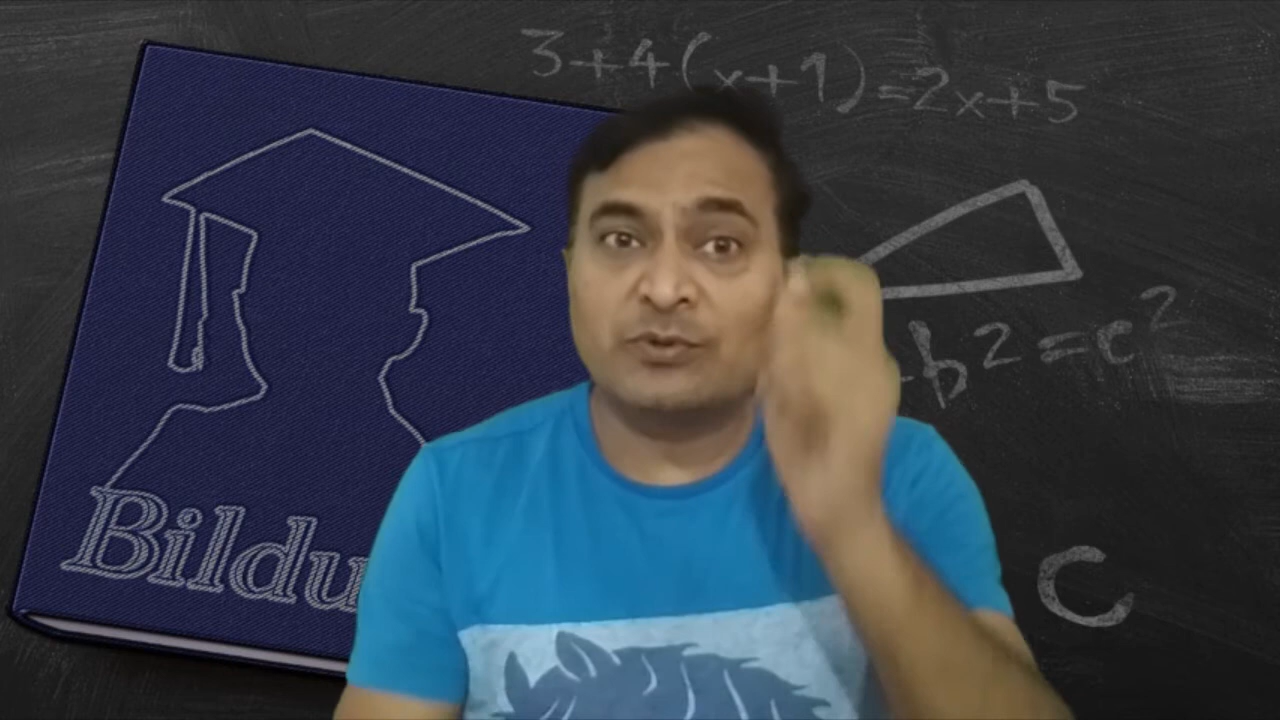 3+4(x+1)=2x+5
b²=c²
Bildu
C